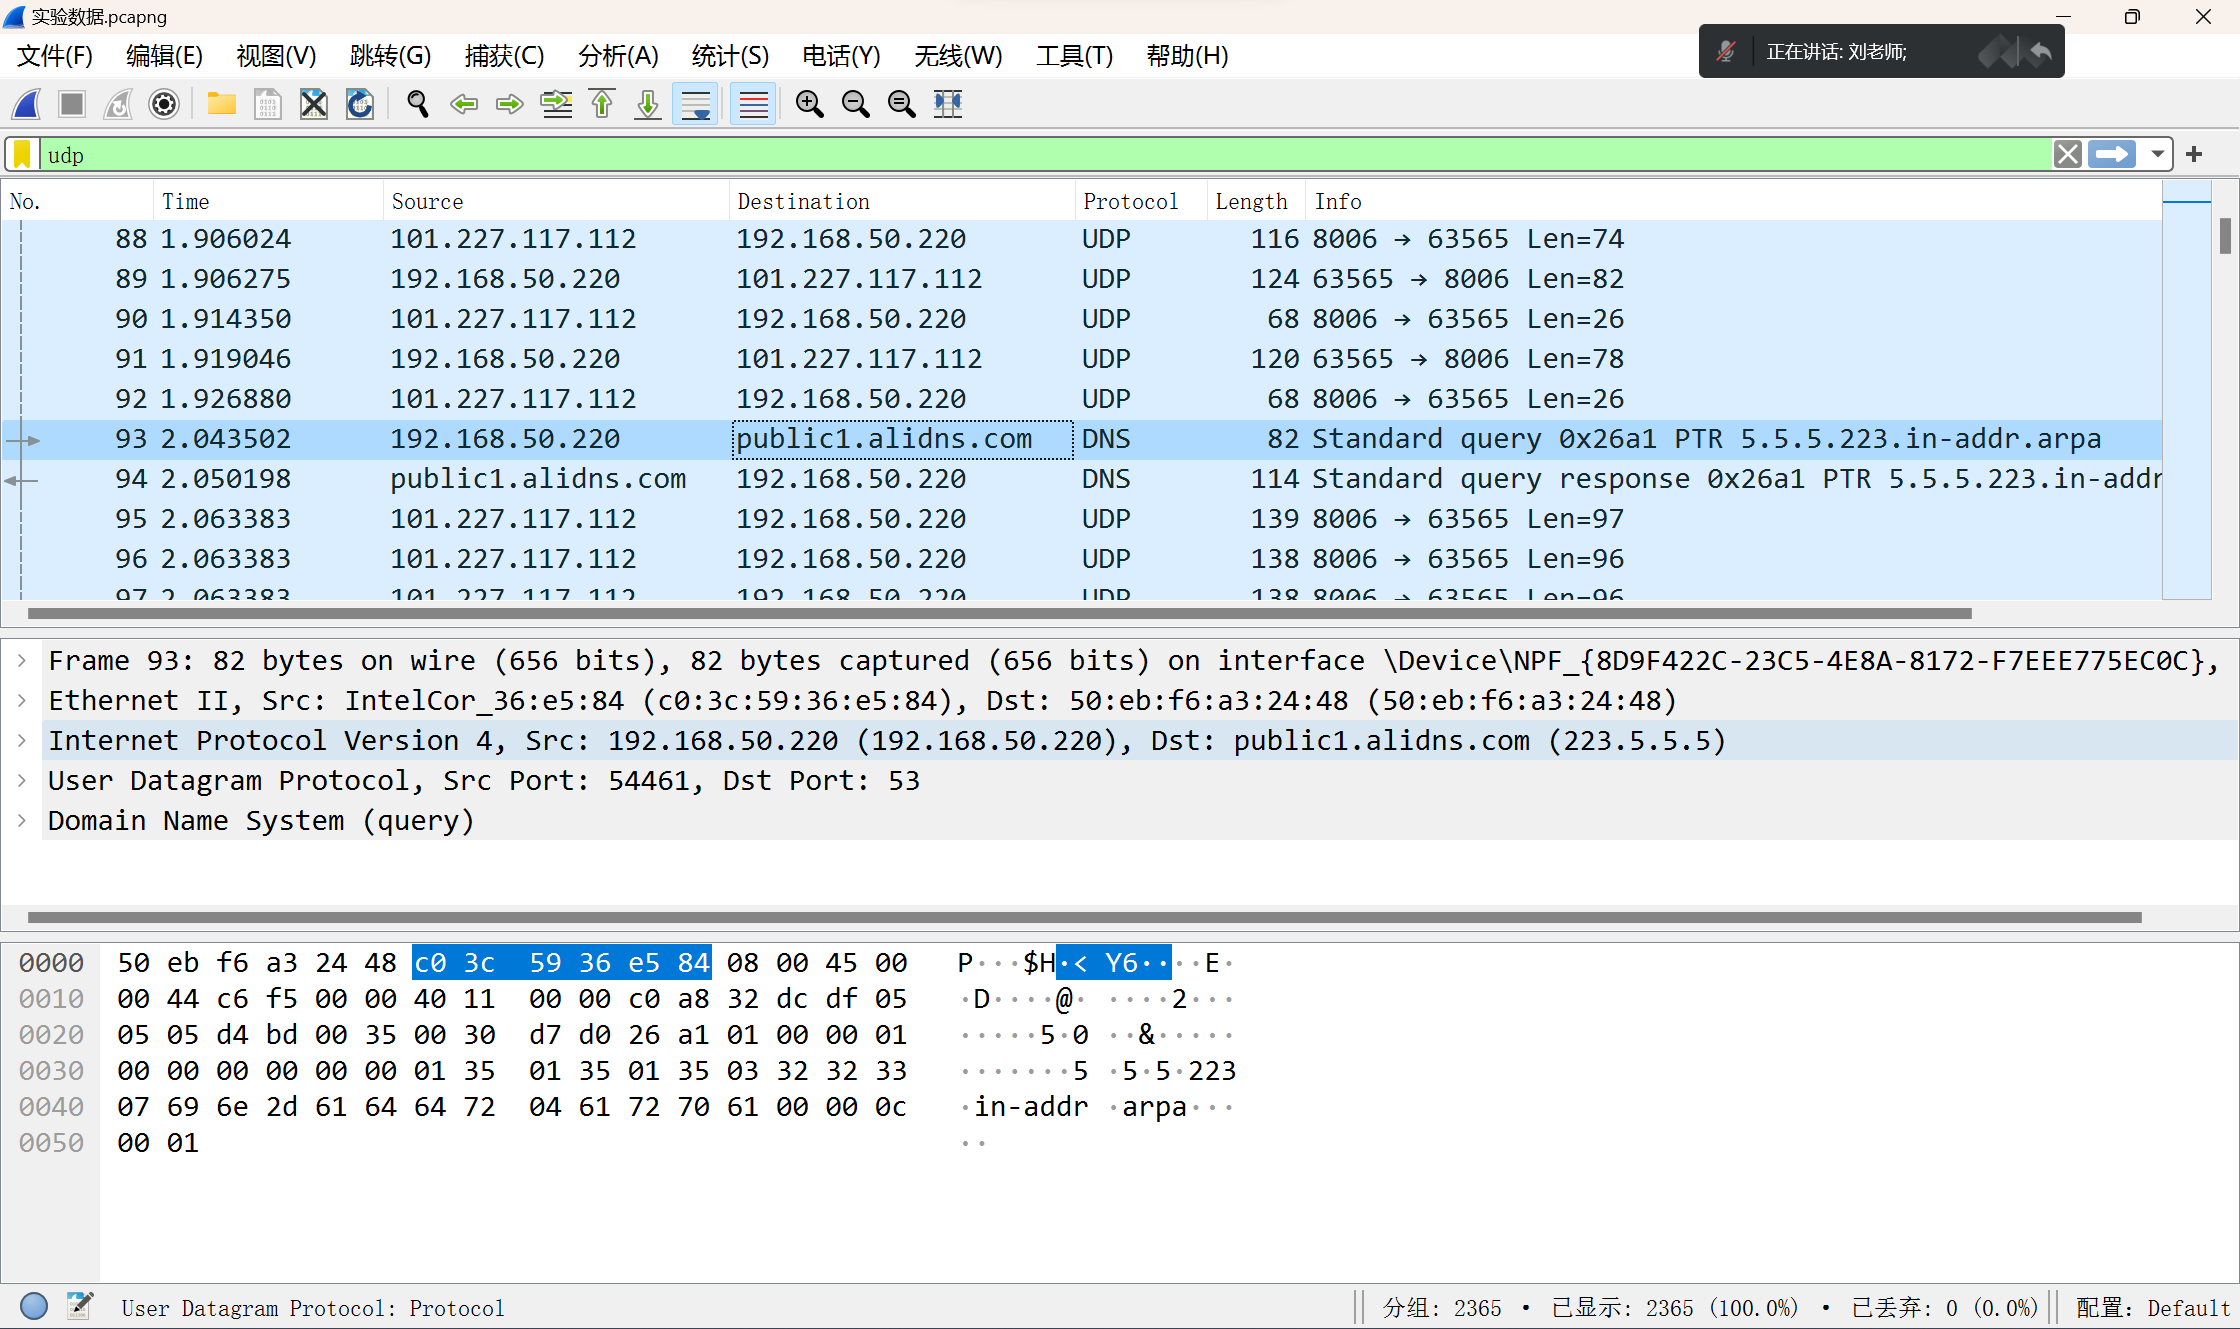 实验数据.pcapng
正在讲话: 刘老师;
文件(F) 编辑(E) 视图(V) 跳转(G) 捕获(C) 分析(A) 统计(S) 电话(Y) 无线(W) 工具(T) 帮助(H)
udp
No. Time Source Destination Protocol Length Info
88 1.906024 101.227.117.112 192.168.50.220 UDP 116 8006 → 63565 Len=74
89 1.906275 192.168.50.220 101.227.117.112 UDP 124 63565 → 8006 Len=82
90 1.914350 101.227.117.112 192.168.50.220 UDP 68 8006 → 63565 Len=26
91 1.919046 192.168.50.220 101.227.117.112 UDP 120 63565 → 8006 Len=78
92 1.926880 101.227.117.112 192.168.50.220 UDP 68 8006 → 63565 Len=26
93 2.043502 192.168.50.220 public1.alidns.com DNS 82 Standard query 0x26a1 PTR 5.5.5.223.in-addr.arpa
94 2.050198 public1.alidns.com 192.168.50.220 DNS 114 Standard query response 0x26a1 PTR 5.5.5.223.in-addr
95 2.063383 101.227.117.112 192.168.50.220 UDP 139 8006 → 63565 Len=97
96 2.063383 101.227.117.112 192.168.50.220 UDP 138 8006 → 63565 Len=96
97 2.063383 101.227.117.112 192.168.50.220 UDP 138 8006 → 63565 Len=96
Frame 93: 82 bytes on wire (656 bits), 82 bytes captured (656 bits) on interface \Device\NPF_{8D9F422C-23C5-4E8A-8172-F7EEE775EC0C},
Ethernet II, Src: IntelCor_36:e5:84 (c0:3c:59:36:e5:84), Dst: 50:eb:f6:a3:24:48 (50:eb:f6:a3:24:48)
Internet Protocol Version 4, Src: 192.168.50.220 (192.168.50.220), Dst: public1.alidns.com (223.5.5.5)
User Datagram Protocol, Src Port: 54461, Dst Port: 53
Domain Name System (query)
0000 50 eb f6 a3 24 48 c0 3c 59 36 e5 84 08 00 45 00 P···$H·< Y6····E·
0010 00 44 c6 f5 00 00 40 11 00 00 c0 a8 32 dc df 05 ·D····@· ····2···
0020 05 05 d4 bd 00 35 00 30 d7 d0 26 a1 01 00 00 01 ·····5·0 ··&·····
0030 00 00 00 00 00 00 01 35 01 35 01 35 03 32 32 33 ·······5 ·5·5·223
0040 07 69 6e 2d 61 64 64 72 04 61 72 70 61 00 00 0c ·in-addr ·arpa···
0050 00 01 ··
User Datagram Protocol: Protocol 分组: 2365 · 已显示: 2365 (100.0%) · 已丢弃: 0 (0.0%) 配置: Default